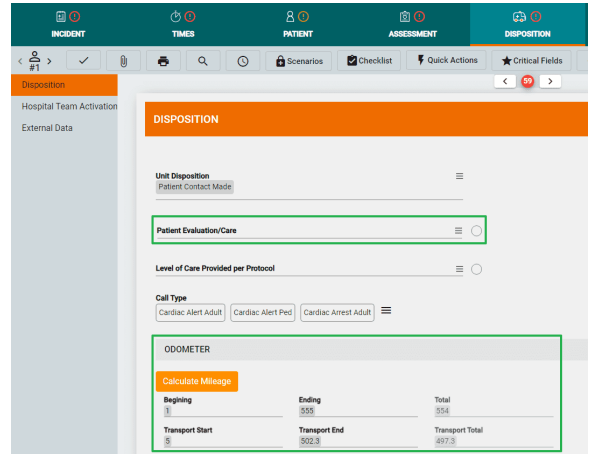 INCIDENT
TIMES
PATIENT
ASSESSMENT
DISPOSITION
#1
Scenarios
Checklist
Quick Actions
Critical Fields
Disposition
59
Hospital Team Activation
External Data
DISPOSITION
Unit Disposition
Patient Contact Made
Patient Evaluation/Care
Level of Care Provided per Protocol
Call Type
Cardiac Alert Adult Cardiac Alert Ped Cardiac Arrest Adult
ODOMETER
Calculate Mileage
Begining Ending Total
1 555 554
Transport Start Transport End Transport Total
5 502.3 497.3